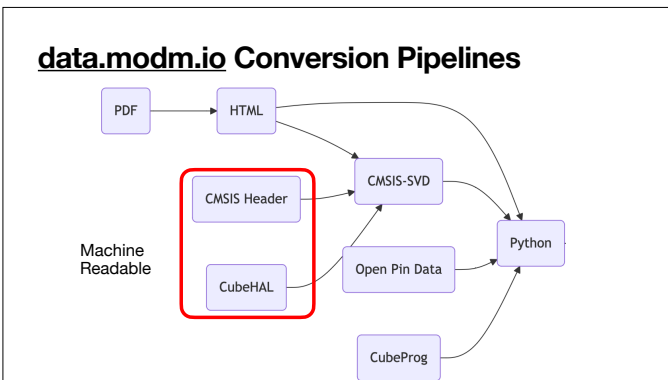 data.modm.io Conversion Pipelines
PDF
HTML
CMSIS-SVD
CMSIS Header
Python
Machine
Readable
Open Pin Data
CubeHAL
CubeProg